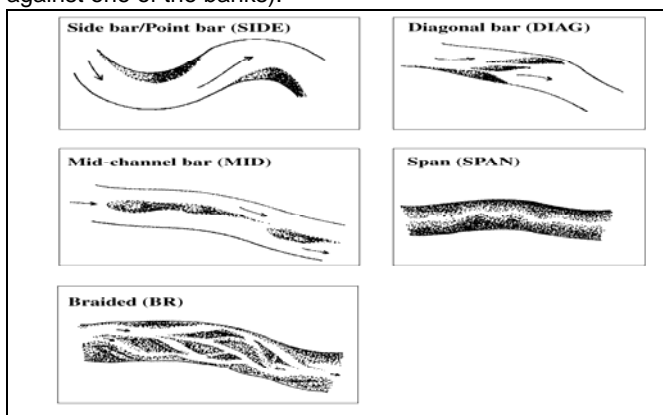 against one of the banks).
Side bar/Point bar (SIDE)
Diagonal bar (DIAG)
Mid-channel bar (MID)
Span (SPAN)
Braided (BR)